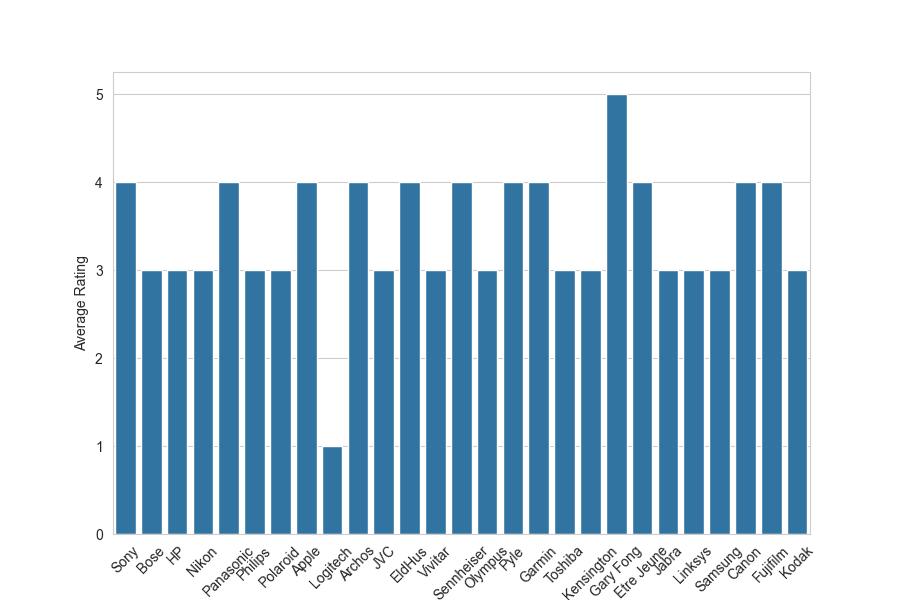 Average Rating
5
4
3
2
1
0
Sony
Bose
HP
Nikon
Panasonic
Philips
Polaroid
Apple
Logitech
Archos
JVC
EldHus
Vivitar
Sennheiser
Olympus
Pyle
Garmin
Toshiba
Kensington
Gary Fong
Etre Jeune
Jabra
Linksys
Samsung
Canon
Fujifilm
Kodak